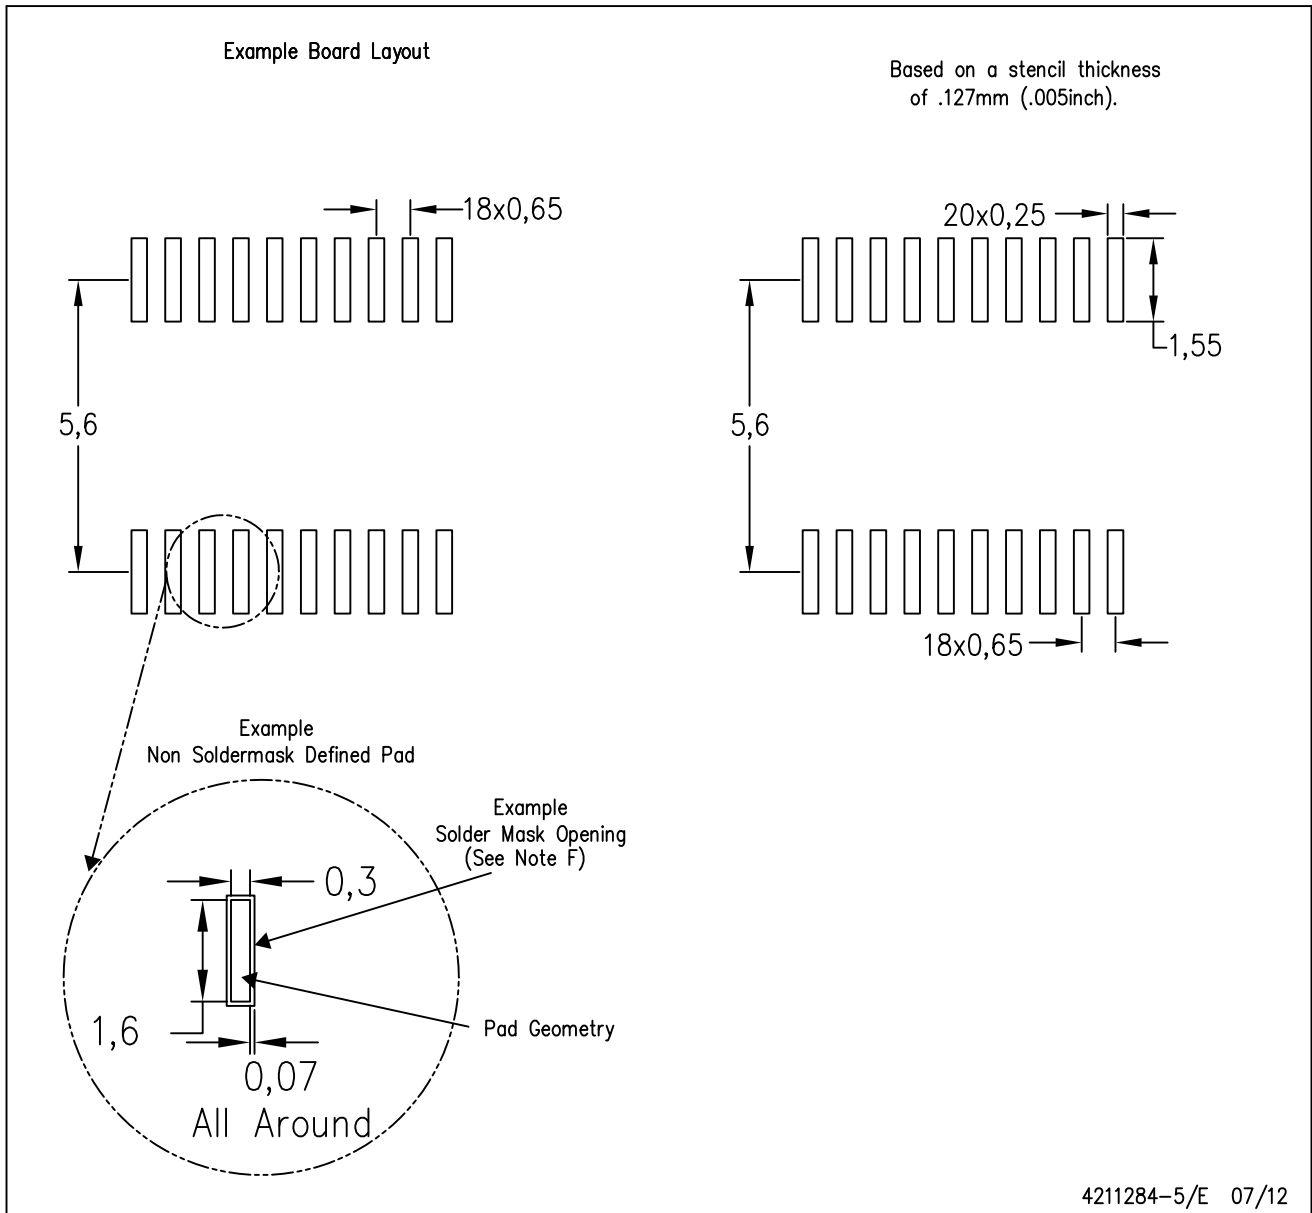 Example Board Layout
Based on a stencil thickness
of .127mm (.005inch).
18x0,65
20x0,25
1,55
5,6
5,6
18x0,65
Example
Non Soldermask Defined Pad
Example
Solder Mask Opening
(See Note F)
0,3
1,6
Pad Geometry
0,07
All Around
4211284-5/E 07/12